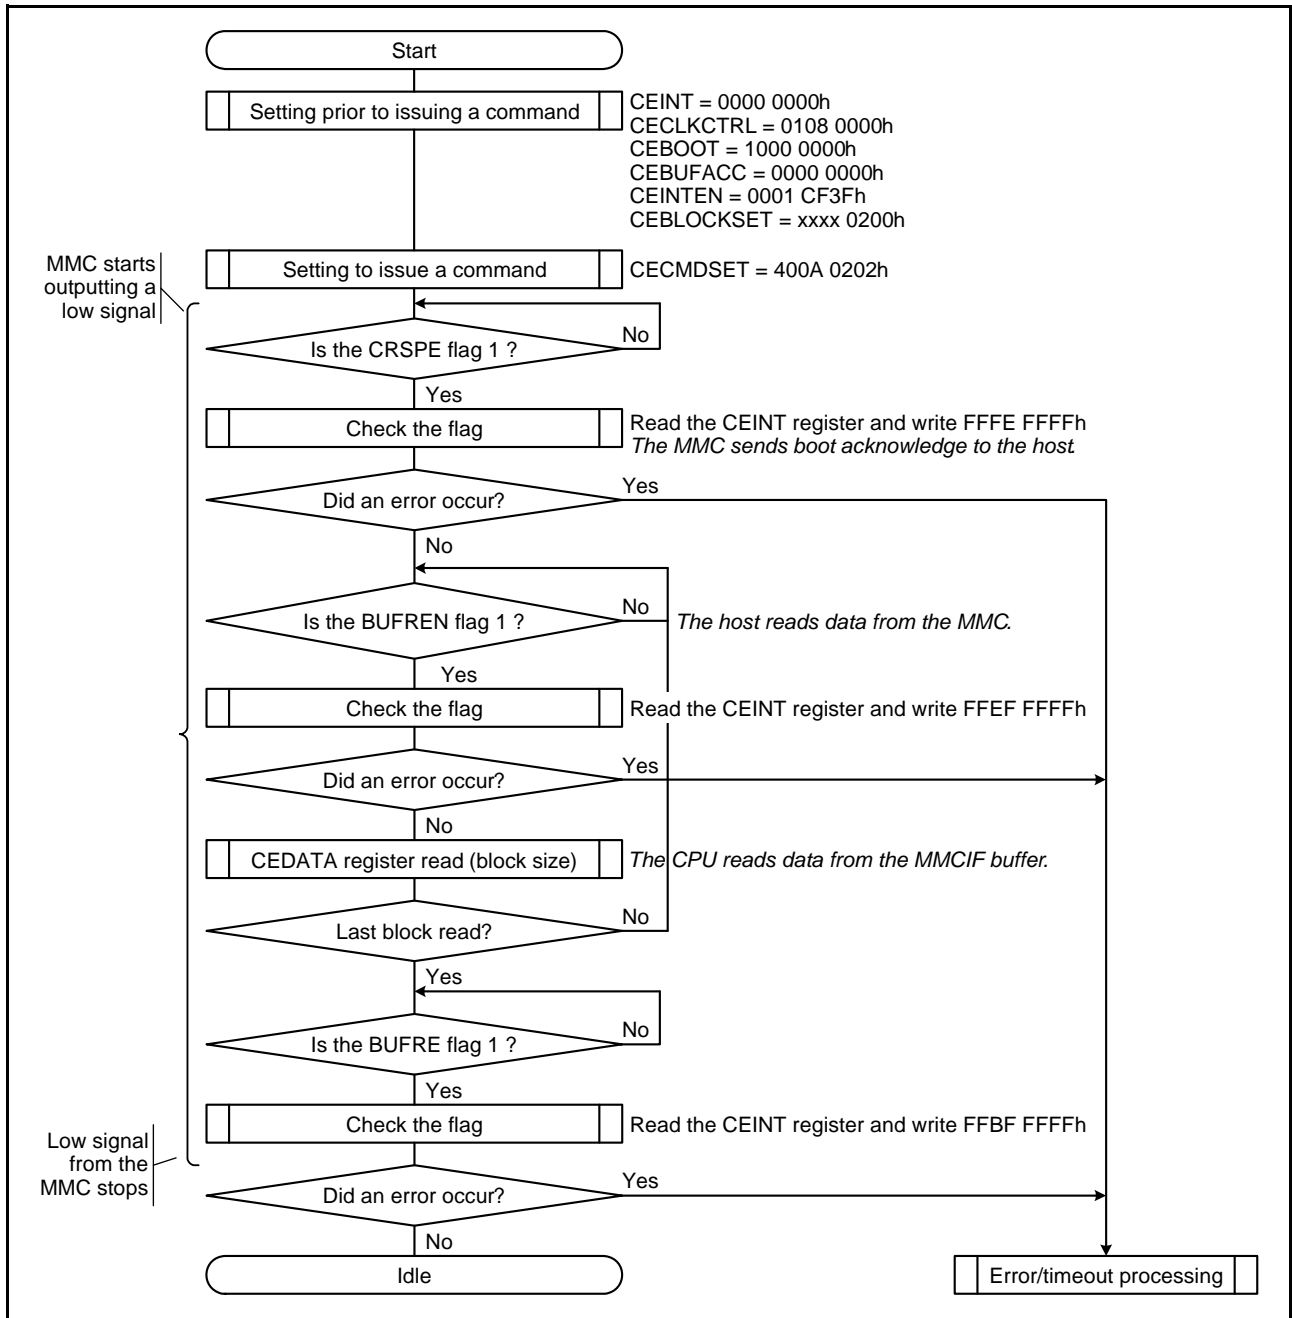 Start
Setting prior to issuing a command
CEINT = 0000 0000h
CECLKCTRL = 0108 0000h
CEBOOT = 1000 0000h
CEBUFACC = 0000 0000h
CEINTEN = 0001 CF3Fh
CEBLOCKSET = xxxx 0200h
MMC starts
outputting a
low signal
Setting to issue a command
CECMDSET = 400A 0202h
Is the CRSPE flag 1 ?
No
Yes
Check the flag
Read the CEINT register and write FFFE FFFFh
The MMC sends boot acknowledge to the host.
Did an error occur?
Yes
No
Is the BUFREN flag 1 ?
No
The host reads data from the MMC.
Yes
Check the flag
Read the CEINT register and write FFEF FFFFh
Did an error occur?
Yes
No
CEDATA register read (block size)
The CPU reads data from the MMCIF buffer.
Last block read?
No
Yes
Is the BUFRE flag 1 ?
No
Yes
Check the flag
Read the CEINT register and write FFBF FFFFh
Low signal
from the
MMC stops
Did an error occur?
Yes
No
Idle
Error/timeout processing